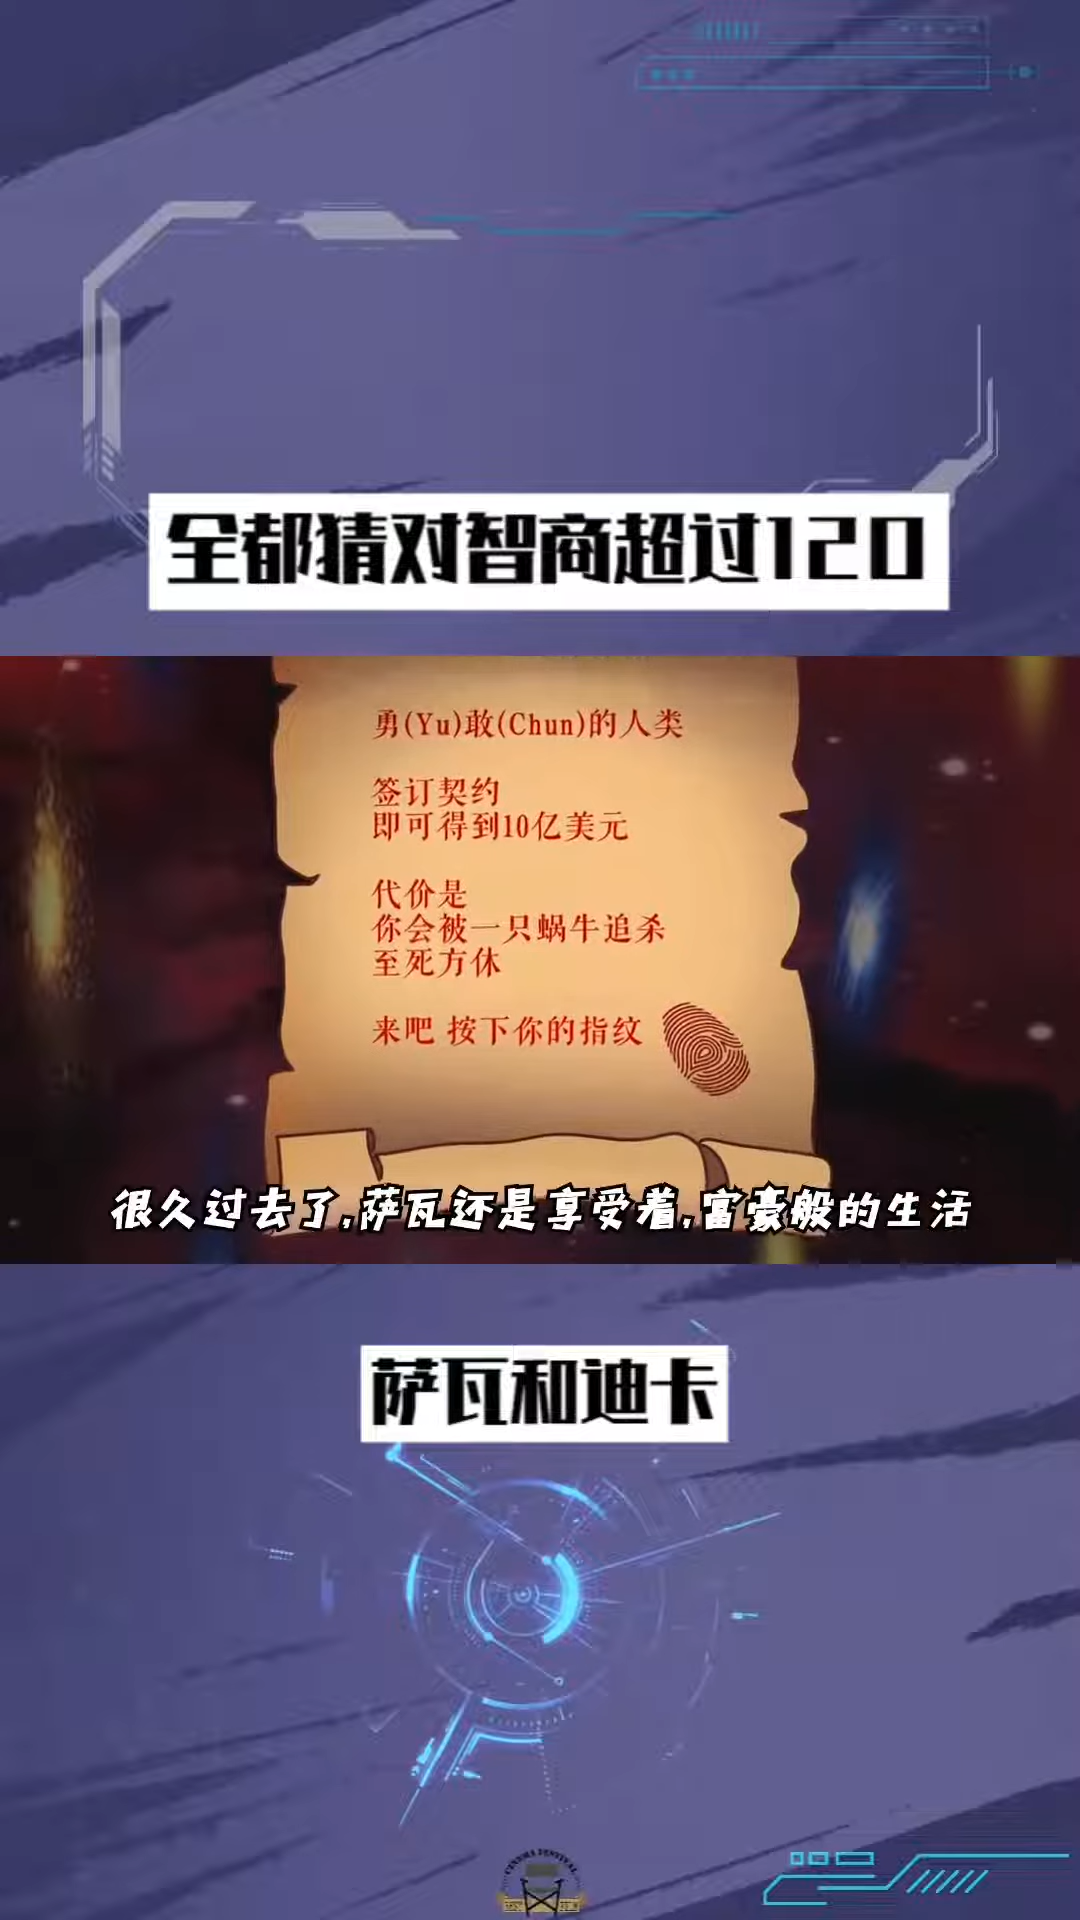 全都猜对智商超过120
勇(Yu)敢(Chun)的人类
签订契约
即可得到10亿美元
代价是
你会被一只蜗牛追杀
至死方休
来吧 按下你的指纹
很久过去了,萨瓦还是享受着,富豪般的生活
萨瓦和迪卡
CINEMA FESTIVAL